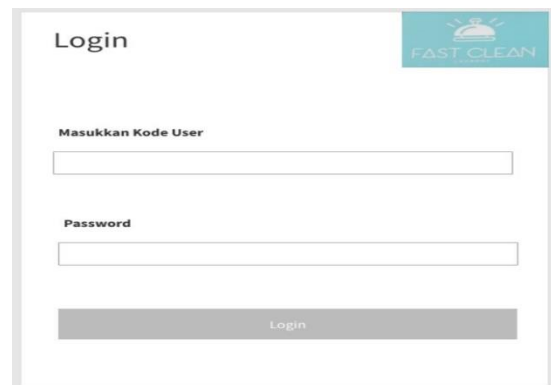 Login
FAST CLEAN
Masukkan Kode User
Password
Login